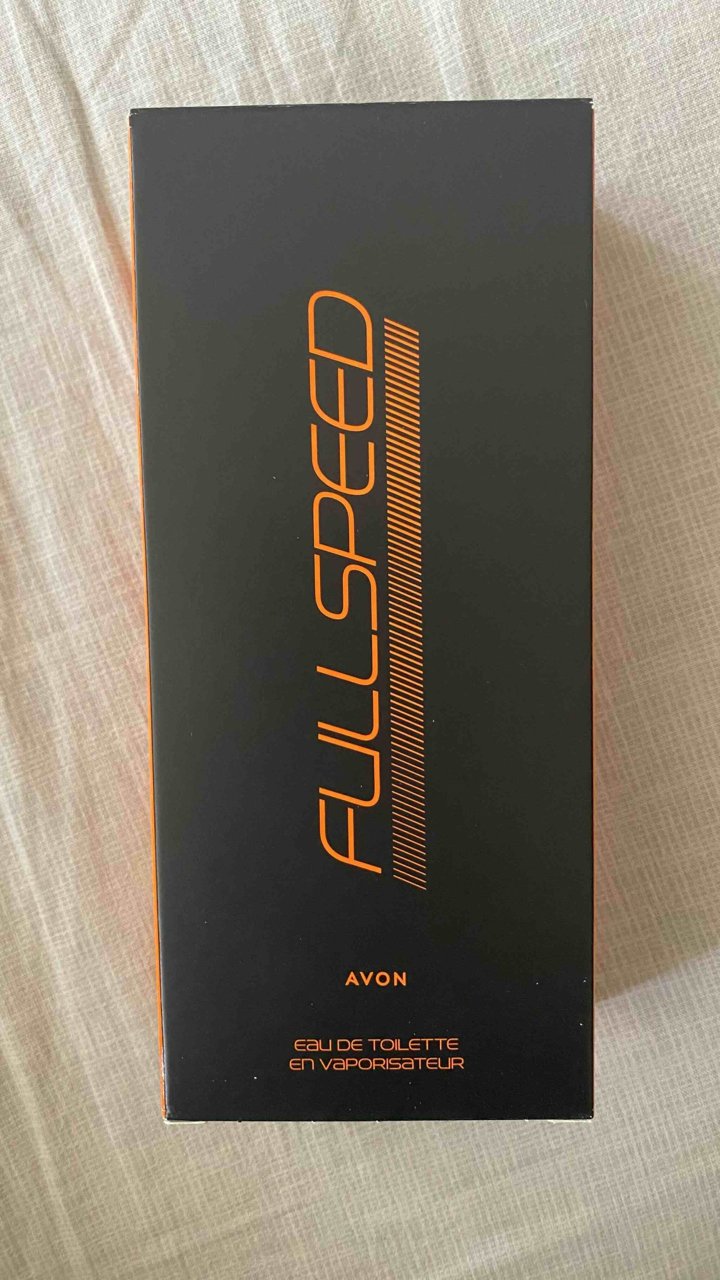 FULLSPEED
AVON
EAU DE TOILETTE
EN VAPORISATEUR